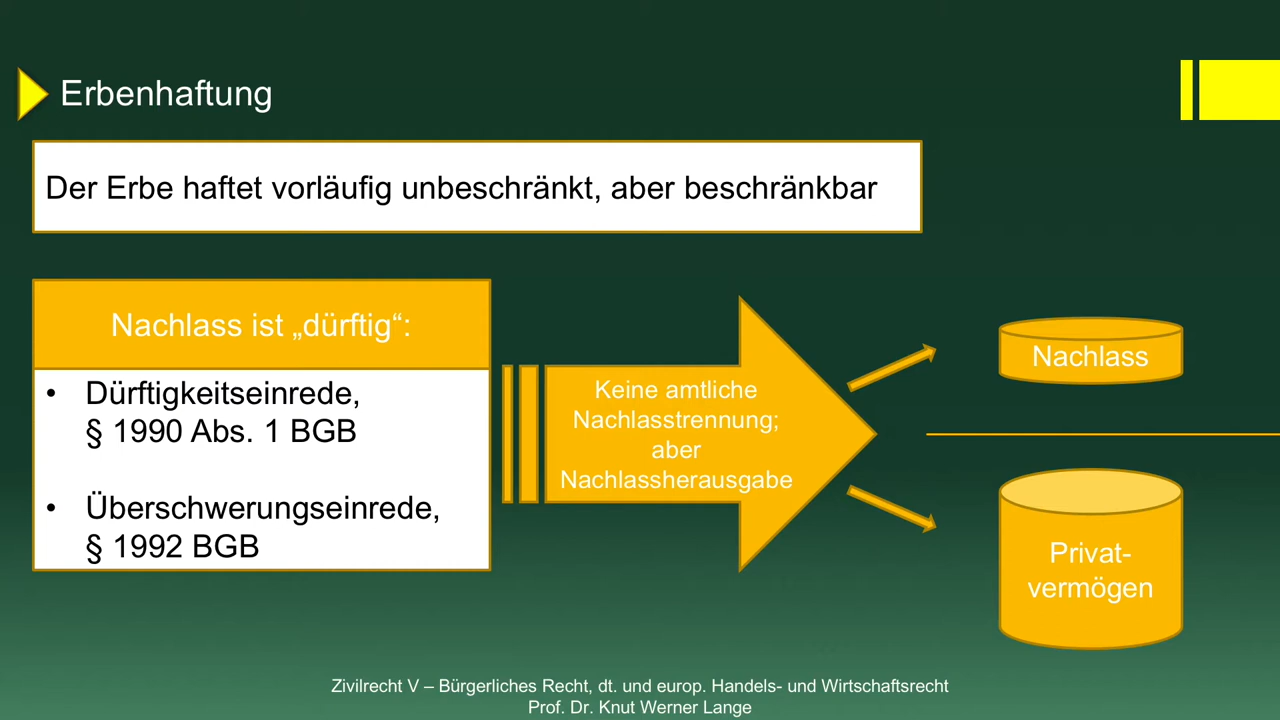 Erbenhaftung
Der Erbe haftet vorläufig unbeschränkt, aber beschränkbar
Nachlass ist „dürftig“:
• Dürftigkeitseinrede,
§ 1990 Abs. 1 BGB
• Überschwerungseinrede,
§ 1992 BGB
Keine amtliche
Nachlasstrennung;
aber
Nachlassherausgabe
Nachlass
Privat-
vermögen
Zivilrecht V – Bürgerliches Recht, dt. und europ. Handels- und Wirtschaftsrecht
Prof. Dr. Knut Werner Lange